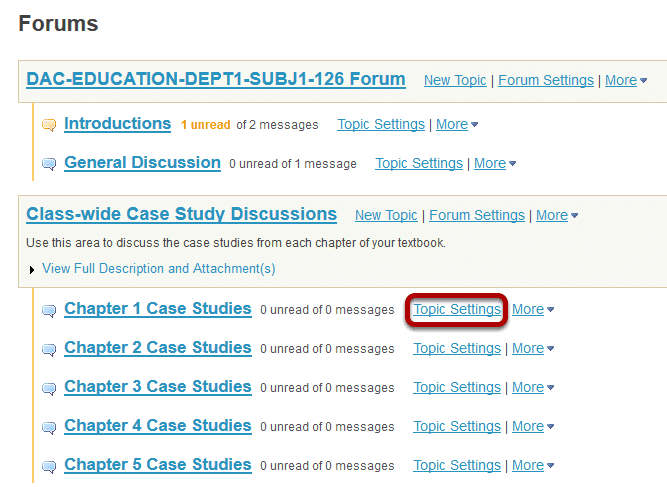 Forums
DAC-EDUCATION-DEPT1-SUBJ1-126 Forum New Topic | Forum Settings | More
Introductions 1 unread of 2 messages Topic Settings | More
General Discussion 0 unread of 1 message Topic Settings | More
Class-wide Case Study Discussions New Topic | Forum Settings | More
Use this area to discuss the case studies from each chapter of your textbook.
View Full Description and Attachment(s)
Chapter 1 Case Studies 0 unread of 0 messages Topic Settings | More
Chapter 2 Case Studies 0 unread of 0 messages Topic Settings | More
Chapter 3 Case Studies 0 unread of 0 messages Topic Settings | More
Chapter 4 Case Studies 0 unread of 0 messages Topic Settings | More
Chapter 5 Case Studies 0 unread of 0 messages Topic Settings | More